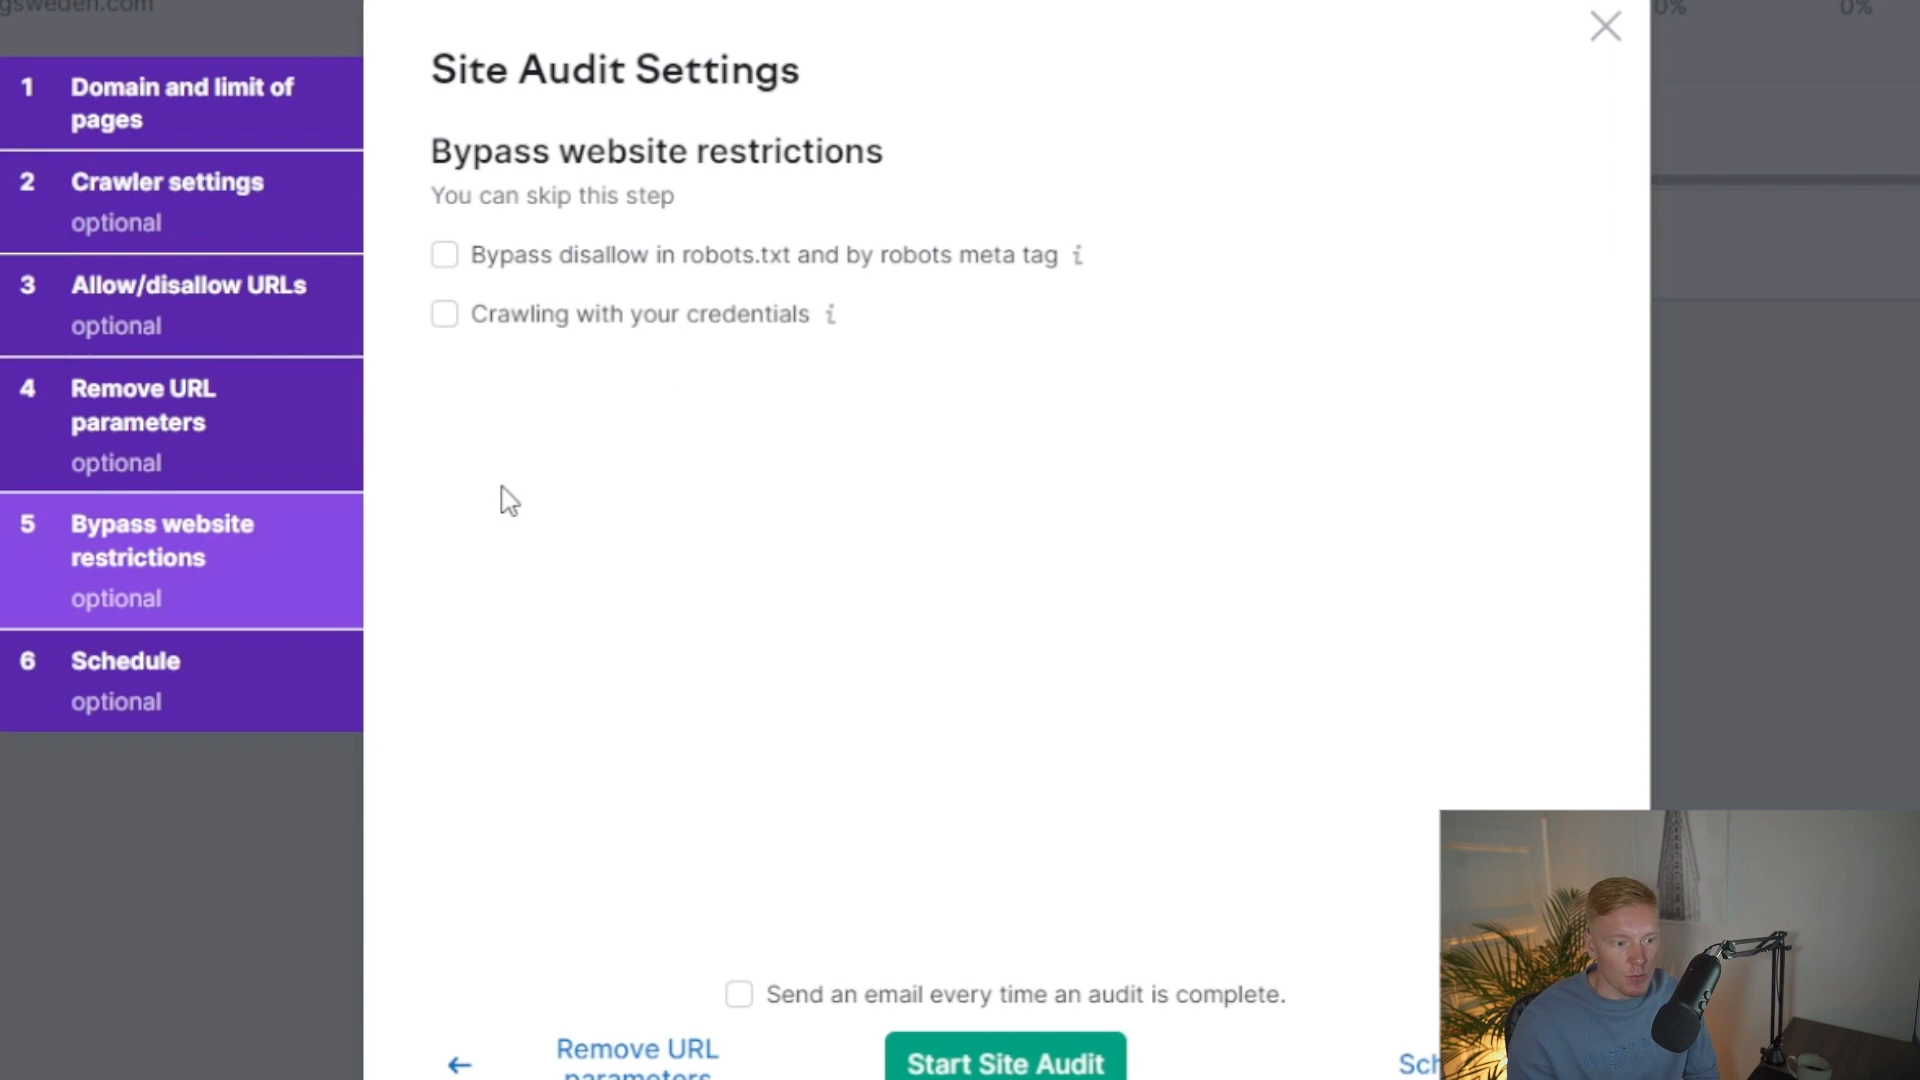 gsweden.com
0%
0%
1 Domain and limit of
pages
2 Crawler settings
optional
3 Allow/disallow URLs
optional
4 Remove URL
parameters
optional
5 Bypass website
restrictions
optional
6 Schedule
optional
Site Audit Settings
Bypass website restrictions
You can skip this step
Bypass disallow in robots.txt and by robots meta tag i
Crawling with your credentials i
Send an email every time an audit is complete.
Remove URL
parameters
Start Site Audit
Sch